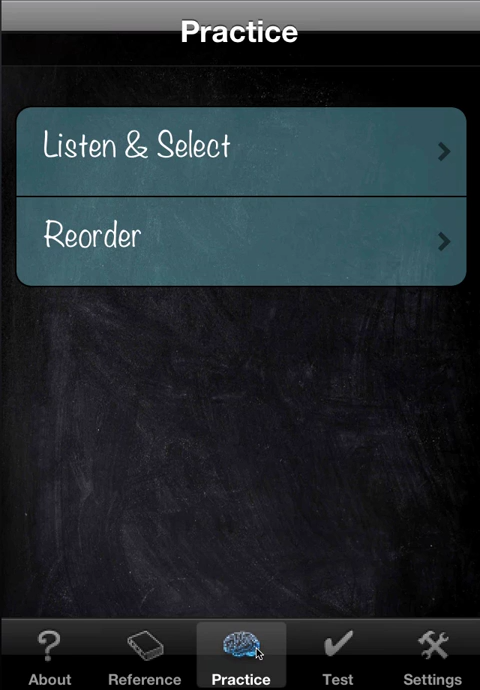 Practice
Listen & Select
Reorder
About Reference Practice Test Settings